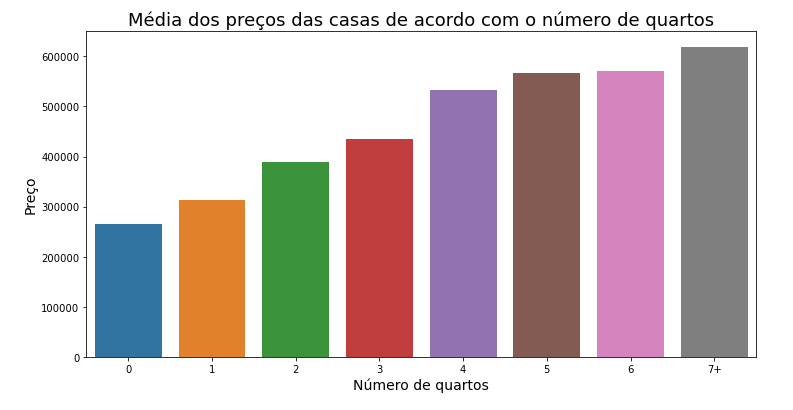 Média dos preços das casas de acordo com o número de quartos
Preço
600000
500000
400000
300000
200000
100000
0
0 1 2 3 4 5 6 7+
Número de quartos